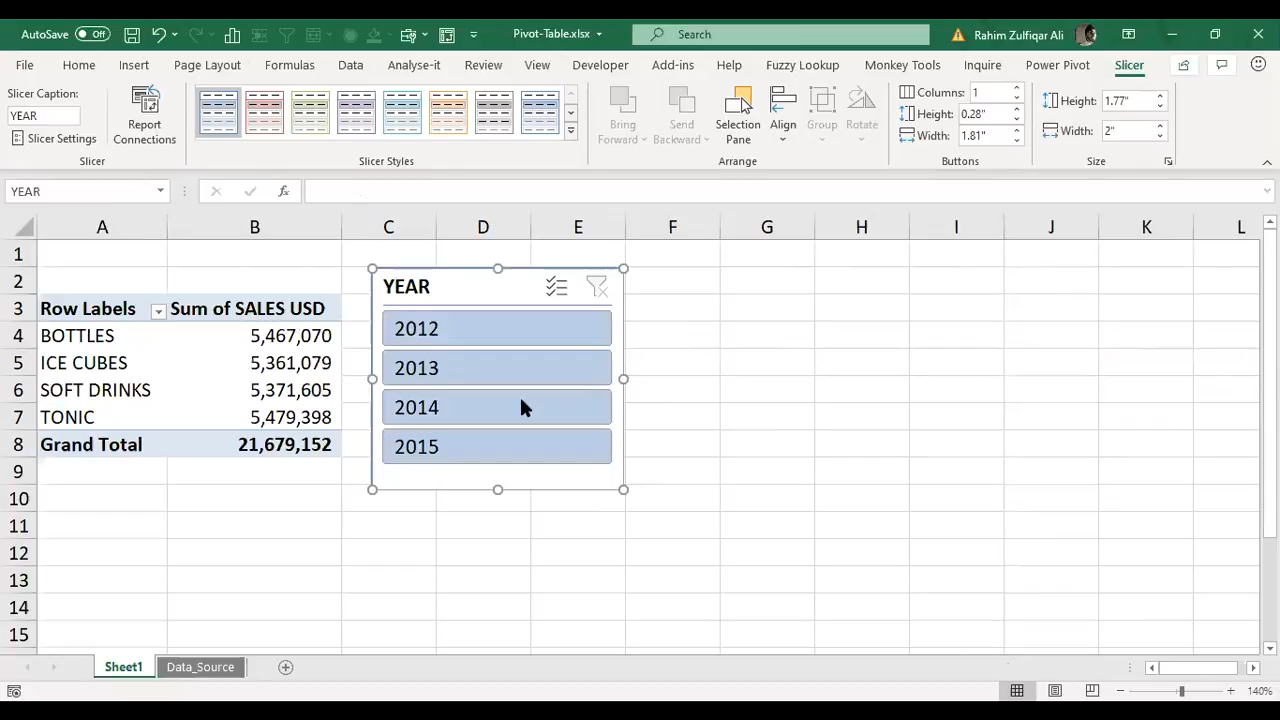 AutoSave Off Pivot-Table.xlsx Search Rahim Zulfiqar Ali
File Home Insert Page Layout Formulas Data Analyse-it Review View Developer Add-ins Help Fuzzy Lookup Monkey Tools Inquire Power Pivot Slicer
Slicer Caption:
YEAR
Slicer Settings
Report
Connections
Bring
Forward
Send
Backward
Selection
Pane
Align
Group
Rotate
Columns: 1
Height: 0.28"
Width: 1.81"
Height: 1.77"
Width: 2"
Slicer Slicer Styles Arrange Buttons Size
YEAR fx
A B C D E F G H I J K L
1
2
3 Row Labels Sum of SALES USD
4 BOTTLES 5,467,070
5 ICE CUBES 5,361,079
6 SOFT DRINKS 5,371,605
7 TONIC 5,479,398
8 Grand Total 21,679,152
9
10
11
12
13
14
15
YEAR
2012
2013
2014
2015
Sheet1 Data_Source
140%